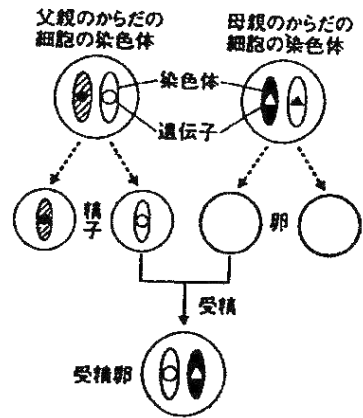 父親のからだの
細胞の染色体
母親のからだの
細胞の染色体
染色体
遺伝子
精子
卵
受精
受精卵